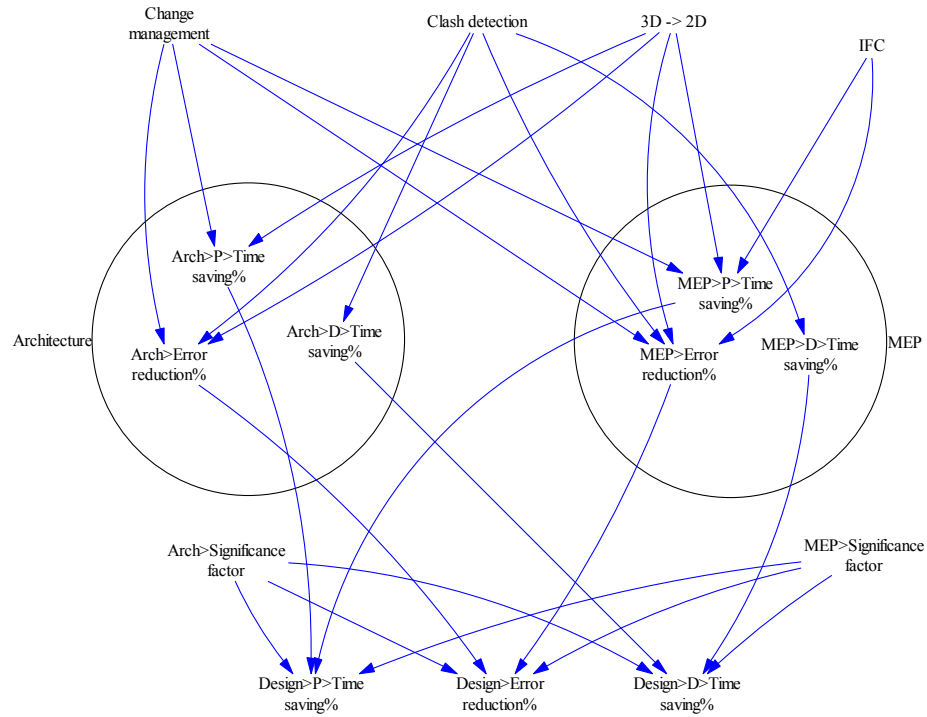 Change
management
Clash detection
3D -> 2D
IFC
Arch>P>Time
saving%
MEP>P>Time
saving%
Architecture
Arch>Error
reduction%
Arch>D>Time
saving%
MEP>Error
reduction%
MEP>D>Time
saving%
MEP
Arch>Significance
factor
MEP>Significance
factor
Design>P>Time
saving%
Design>Error
reduction%
Design>D>Time
saving%